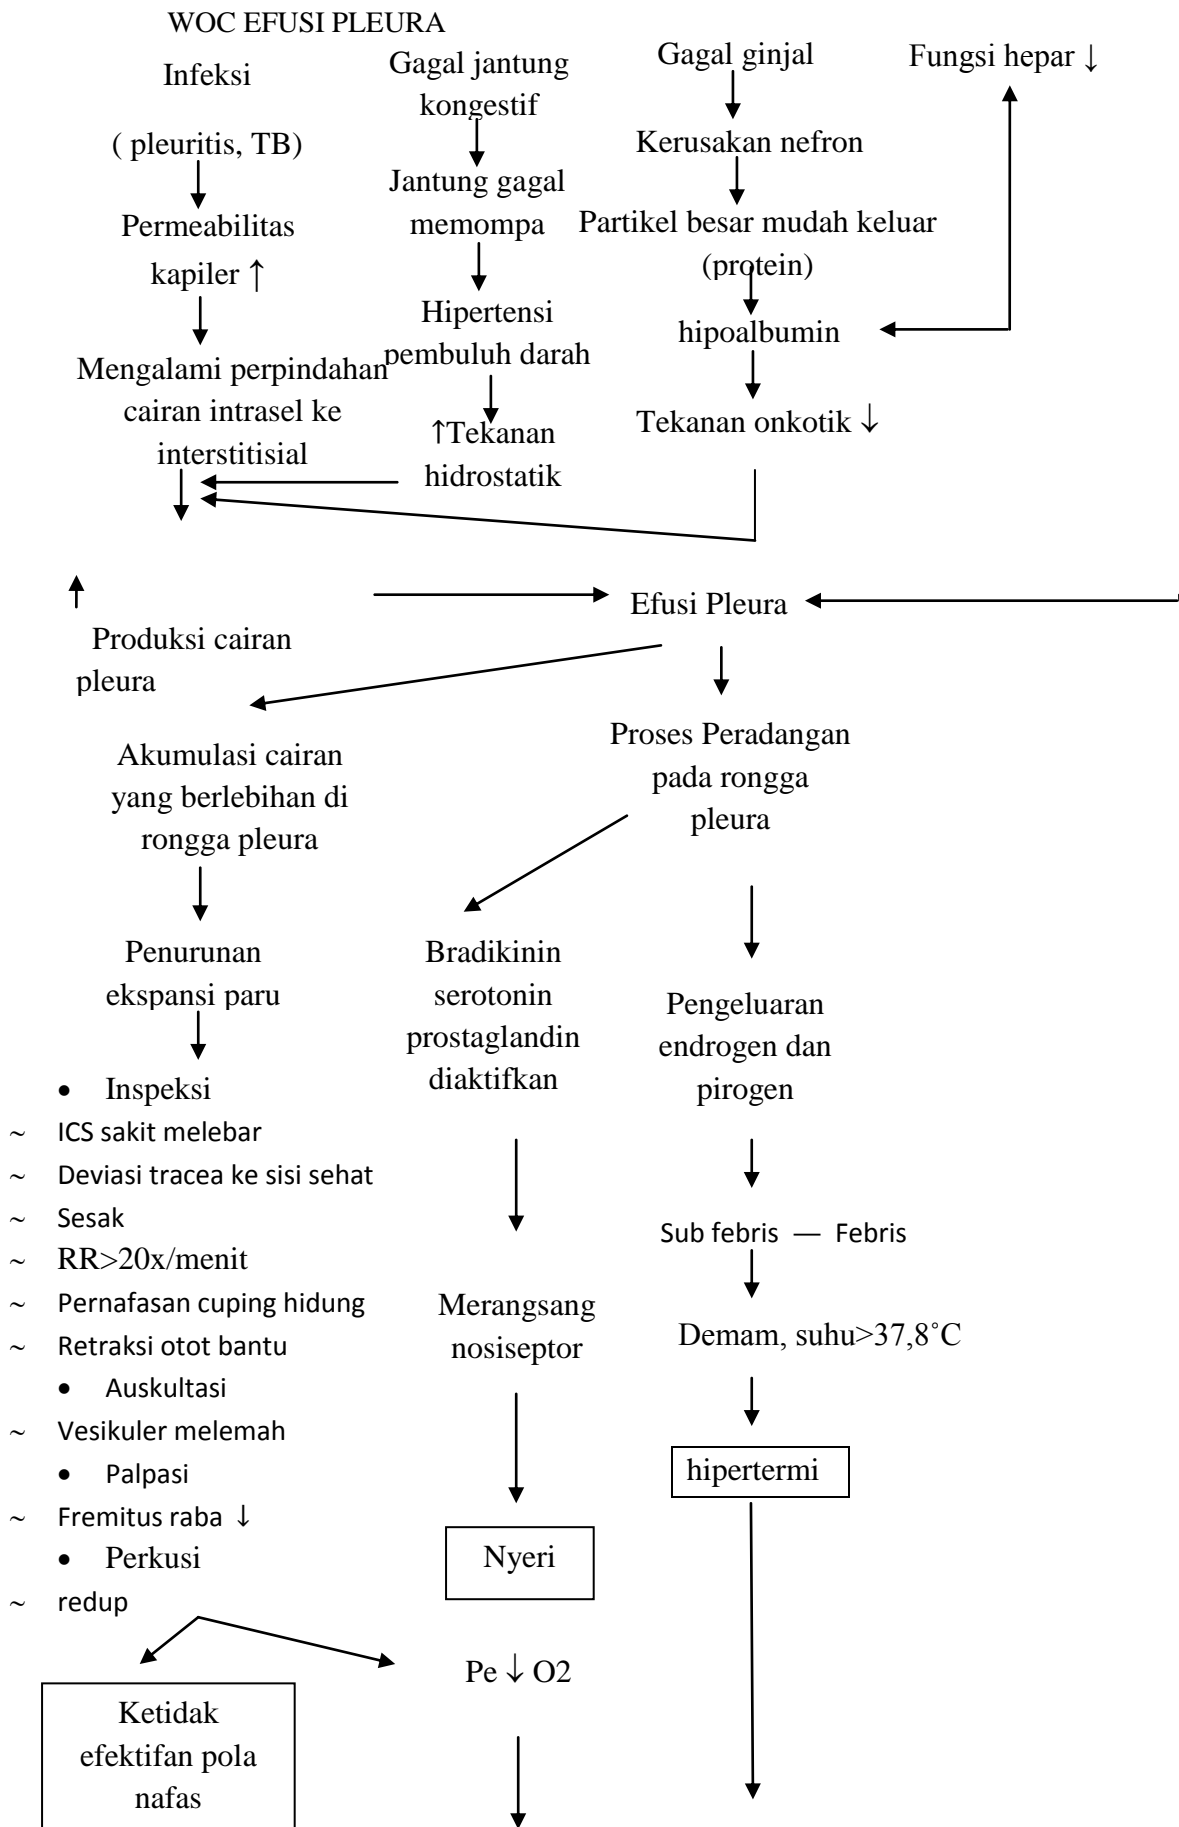 WOC EFUSI PLEURA
Infeksi
( pleuritis, TB)
Permeabilitas
kapiler ↑
Mengalami perpindahan
cairan intrasel ke
interstitisial
Gagal jantung
kongestif
Jantung gagal
memompa
Hipertensi
pembuluh darah
↑Tekanan
hidrostatik
Gagal ginjal
Kerusakan nefron
Partikel besar mudah keluar
(protein)
hipoalbumin
Tekanan onkotik ↓
Fungsi hepar ↓
↑
Produksi cairan
pleura
Efusi Pleura
Akumulasi cairan
yang berlebihan di
rongga pleura
Penurunan
ekspansi paru
• Inspeksi
~ ICS sakit melebar
~ Deviasi tracea ke sisi sehat
~ Sesak
~ RR>20x/menit
~ Pernafasan cuping hidung
~ Retraksi otot bantu
• Auskultasi
~ Vesikuler melemah
• Palpasi
~ Fremitus raba ↓
• Perkusi
~ redup
Ketidak
efektifan pola
nafas
Proses Peradangan
pada rongga
pleura
Bradikinin
serotonin
prostaglandin
diaktifkan
Merangsang
nosiseptor
Nyeri
Pe ↓ O2
Pengeluaran
endrogen dan
pirogen
Sub febris — Febris
Demam, suhu>37,8˚C
hipertermi